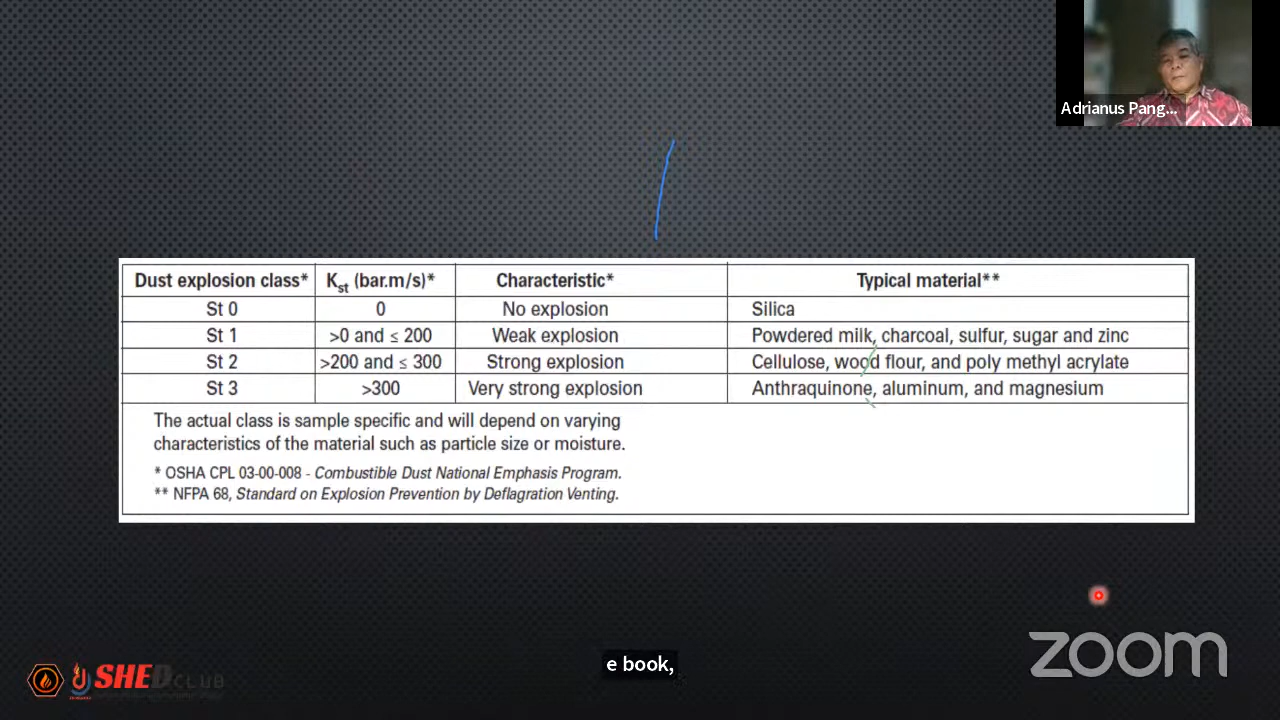 Adrianus Pang...
Dust explosion class* Kst (bar.m/s)* Characteristic* Typical material**
St 0 0 No explosion Silica
St 1 >0 and ≤ 200 Weak explosion Powdered milk, charcoal, sulfur, sugar and zinc
St 2 >200 and ≤ 300 Strong explosion Cellulose, wood flour, and poly methyl acrylate
St 3 >300 Very strong explosion Anthraquinone, aluminum, and magnesium
The actual class is sample specific and will depend on varying
characteristics of the material such as particle size or moisture.
* OSHA CPL 03-00-008 - Combustible Dust National Emphasis Program.
** NFPA 68, Standard on Explosion Prevention by Deflagration Venting.
zoom
SHED CLUB
e book,